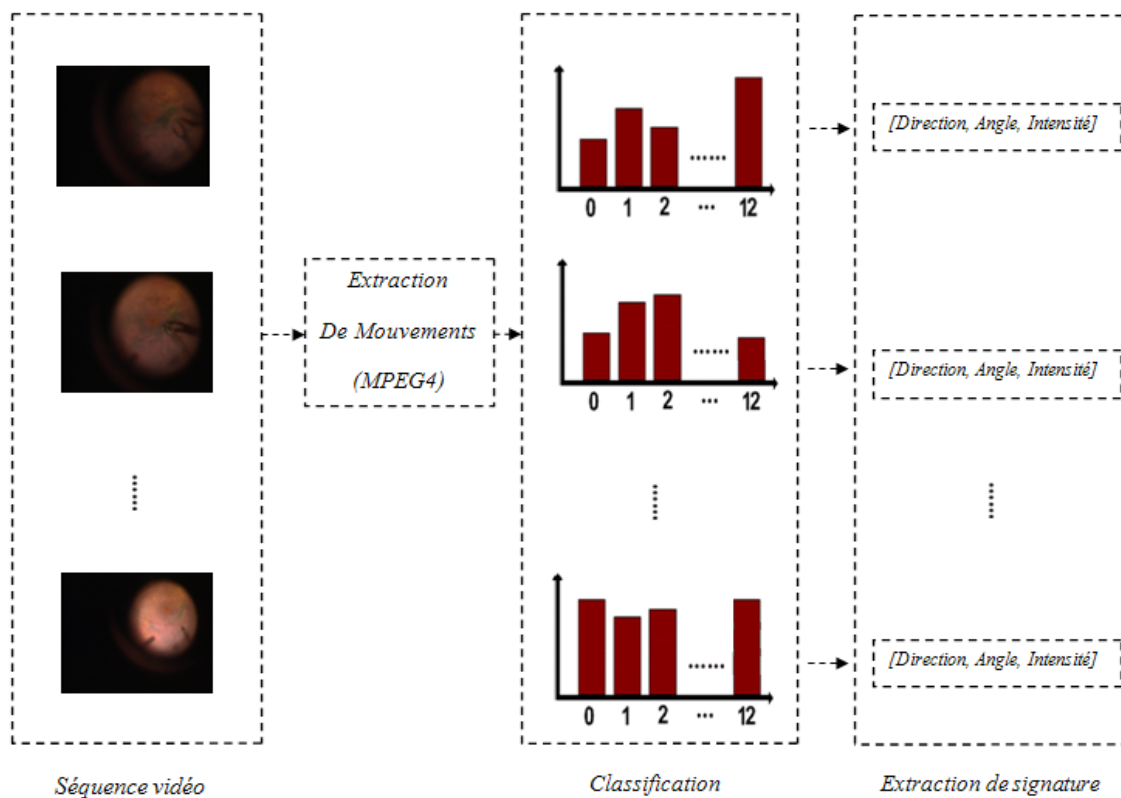 [Direction, Angle, Intensité]
0 1 2 ... 12
Extraction
De Mouvements
(MPEG4)
[Direction, Angle, Intensité]
0 1 2 ... 12
[Direction, Angle, Intensité]
0 1 2 ... 12
Séquence vidéo
Classification
Extraction de signature